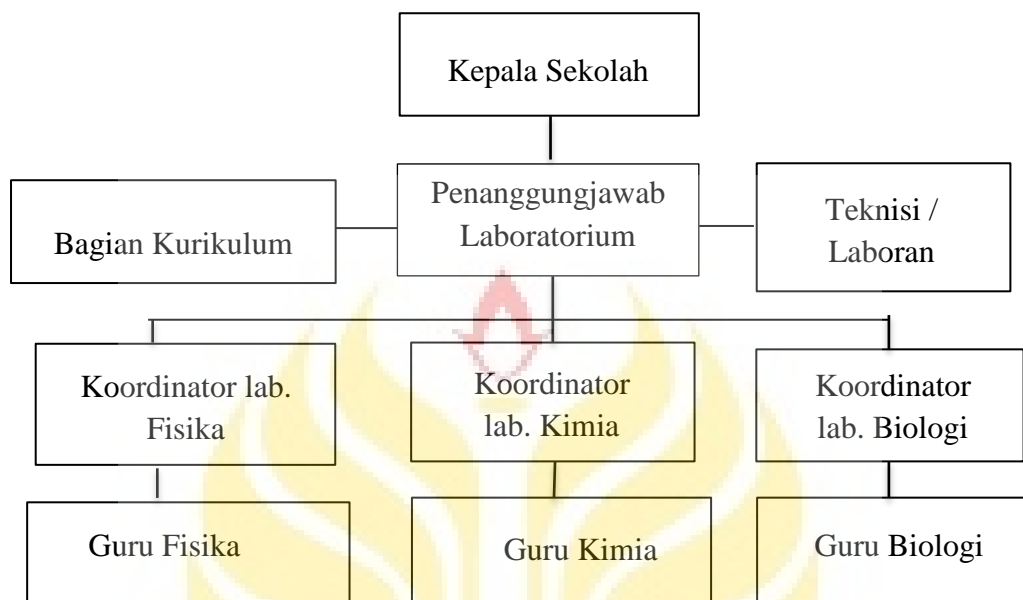 Kepala Sekolah
Penanggungjawab
Laboratorium
Bagian Kurikulum
Teknisi /
Laboran
Koordinator lab.
Fisika
Koordinator
lab. Kimia
Koordinator
lab. Biologi
Guru Fisika
Guru Kimia
Guru Biologi